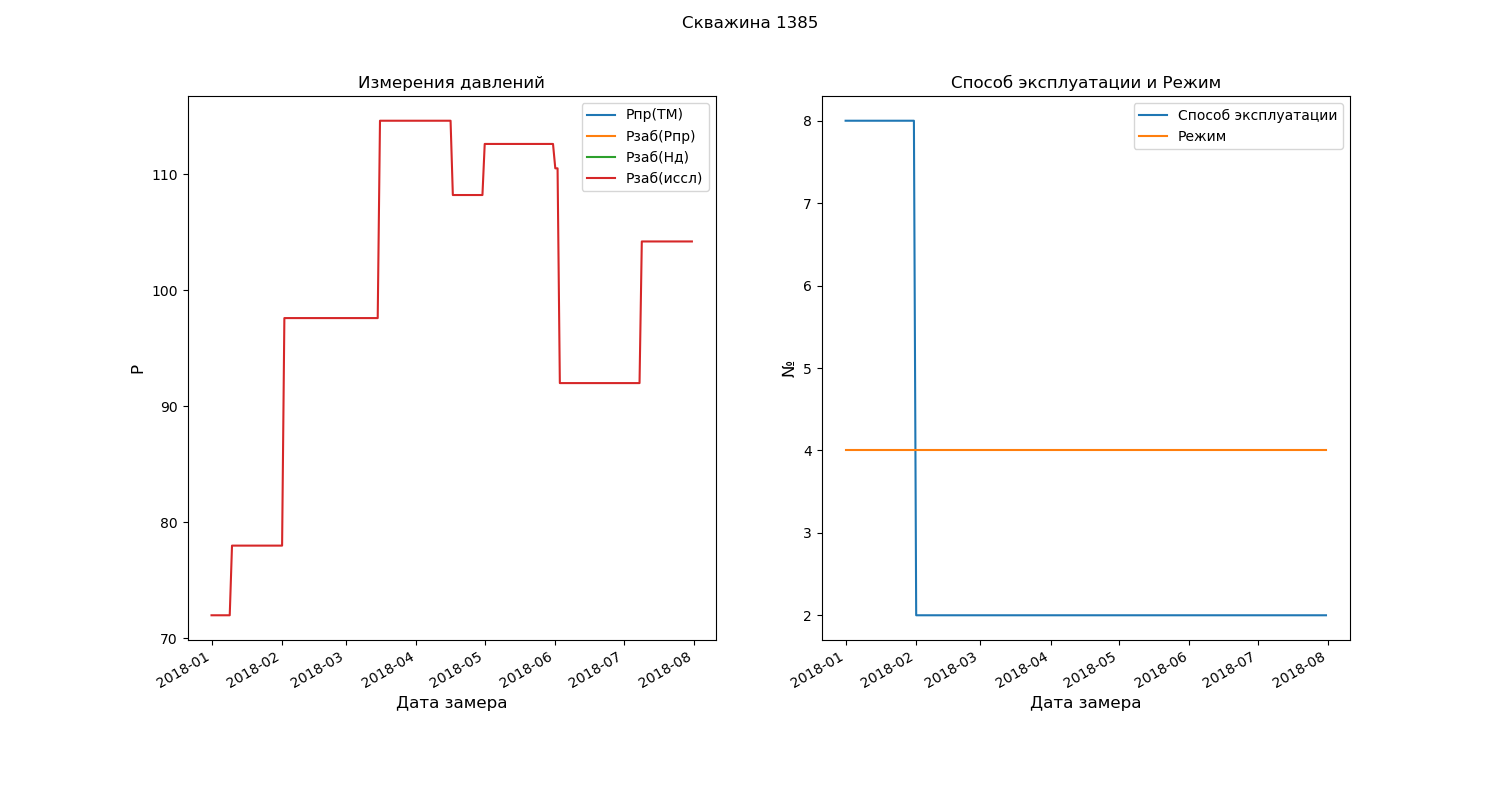 Скважина 1385
Измерения давлений
Рпр(ТМ)
Рзаб(Рпр)
Рзаб(Нд)
Рзаб(иссл)
P
110
100
90
80
70
2018-01
2018-02
2018-03
2018-04
2018-05
2018-06
2018-07
2018-08
Дата замера
Способ эксплуатации и Режим
Способ эксплуатации
Режим
№
8
7
6
5
4
3
2
2018-01
2018-02
2018-03
2018-04
2018-05
2018-06
2018-07
2018-08
Дата замера